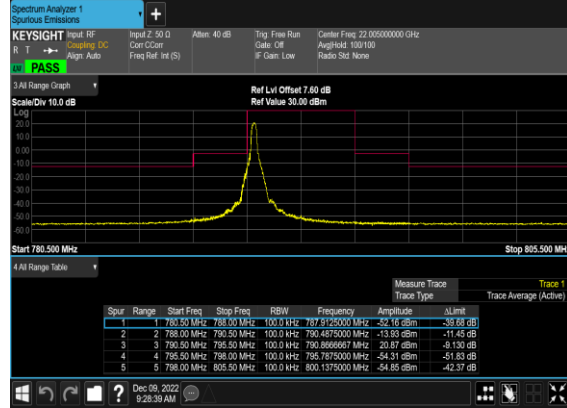 Spectrum Analyzer 1
Spurious Emissions
KEYSIGHT
R T
PASS
Input: RF
Coupling: DC
Align: Auto
Input Z: 50 Ω
Corr CCorr
Freq Ref: Int (S)
Atten: 40 dB
Trig: Free Run
Gate: Off
IF Gain: Low
Center Freq: 22.005000000 GHz
Avg|Hold: 100/100
Radio Std: None
3 All Range Graph
Ref Lvl Offset 7.60 dB
Scale/Div 10.0 dB
Ref Value 30.00 dBm
Log
20.0
10.0
0.00
-10.0
-20.0
-30.0
-40.0
-50.0
-60.0
Start 780.500 MHz
Stop 805.500 MHz
4 All Range Table
Measure Trace Trace 1
Trace Type Trace Average (Active)
Spur Range Start Freq Stop Freq RBW Frequency Amplitude ΔLimit
1 1 780.50 MHz 788.00 MHz 100.0 kHz 787.9125000 MHz -52.16 dBm -39.68 dB
2 2 788.00 MHz 790.50 MHz 100.0 kHz 790.4875000 MHz -13.93 dBm -11.45 dB
3 3 790.50 MHz 795.50 MHz 100.0 kHz 790.8666667 MHz 20.87 dBm -9.130 dB
4 4 795.50 MHz 798.00 MHz 100.0 kHz 795.7875000 MHz -54.31 dBm -51.83 dB
5 5 798.00 MHz 805.50 MHz 100.0 kHz 800.1375000 MHz -54.85 dBm -42.37 dB
Dec 09, 2022
9:28:39 AM